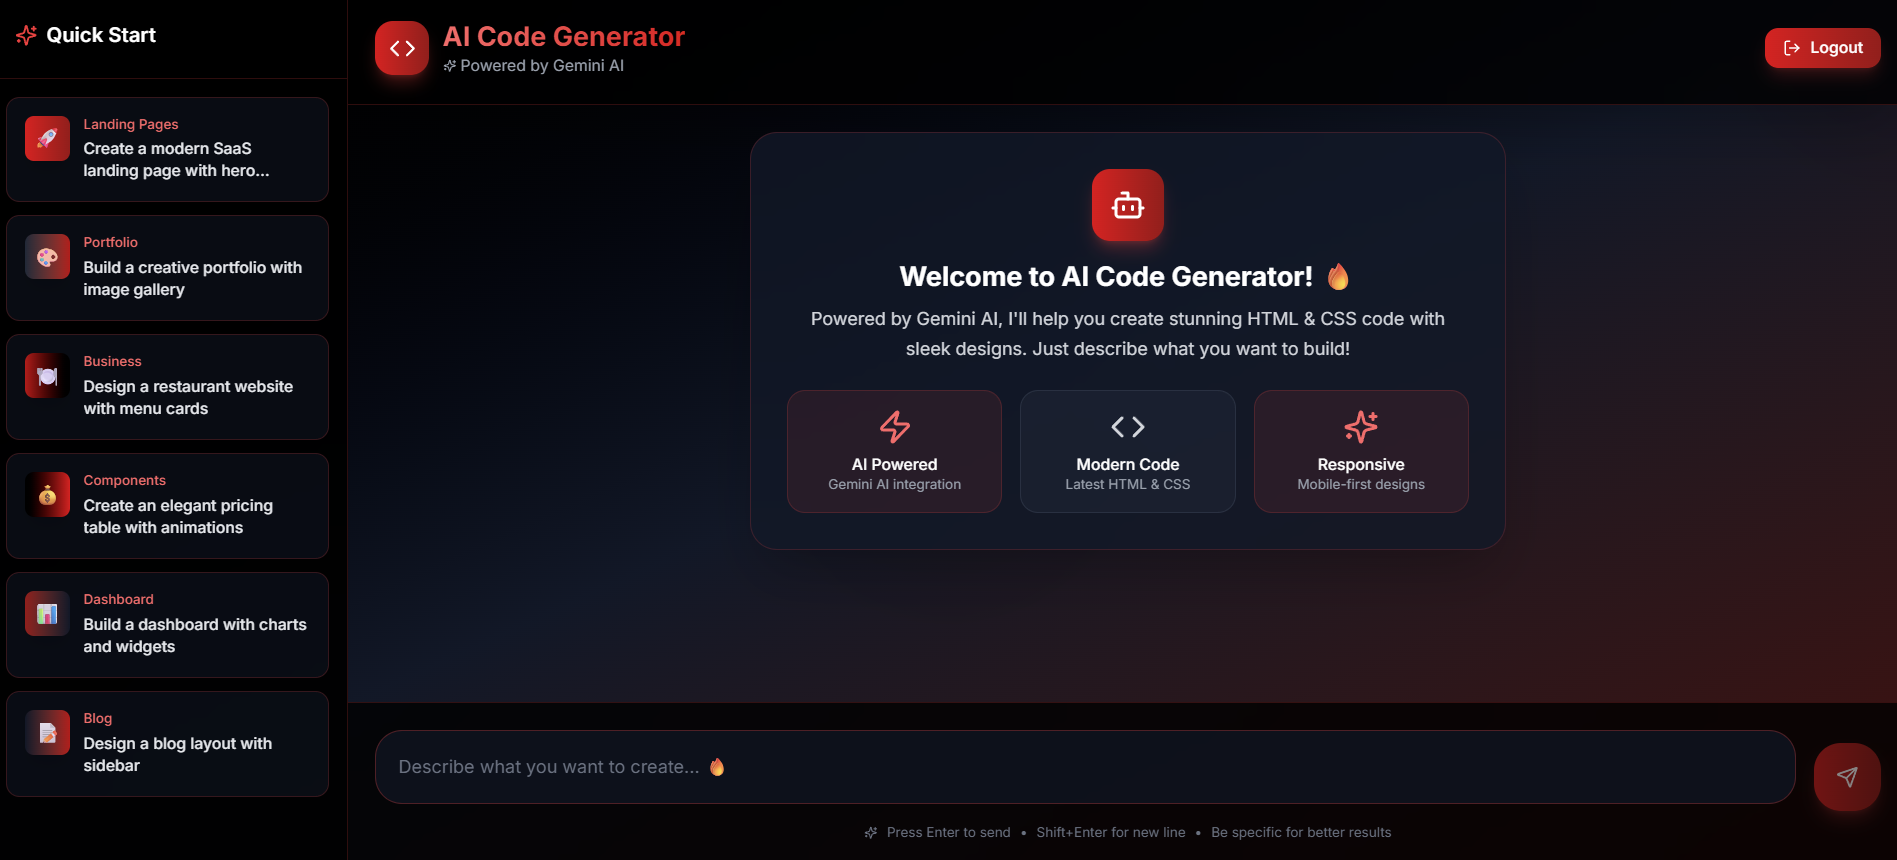 Quick Start
Landing Pages
Create a modern SaaS
landing page with hero...
Portfolio
Build a creative portfolio with
image gallery
Business
Design a restaurant website
with menu cards
Components
Create an elegant pricing
table with animations
Dashboard
Build a dashboard with charts
and widgets
Blog
Design a blog layout with
sidebar
AI Code Generator
Powered by Gemini AI
Logout
Welcome to AI Code Generator! 🔥
Powered by Gemini AI, I'll help you create stunning HTML & CSS code with
sleek designs. Just describe what you want to build!
AI Powered
Gemini AI integration
Modern Code
Latest HTML & CSS
Responsive
Mobile-first designs
Describe what you want to create... 🔥
Press Enter to send • Shift+Enter for new line • Be specific for better results